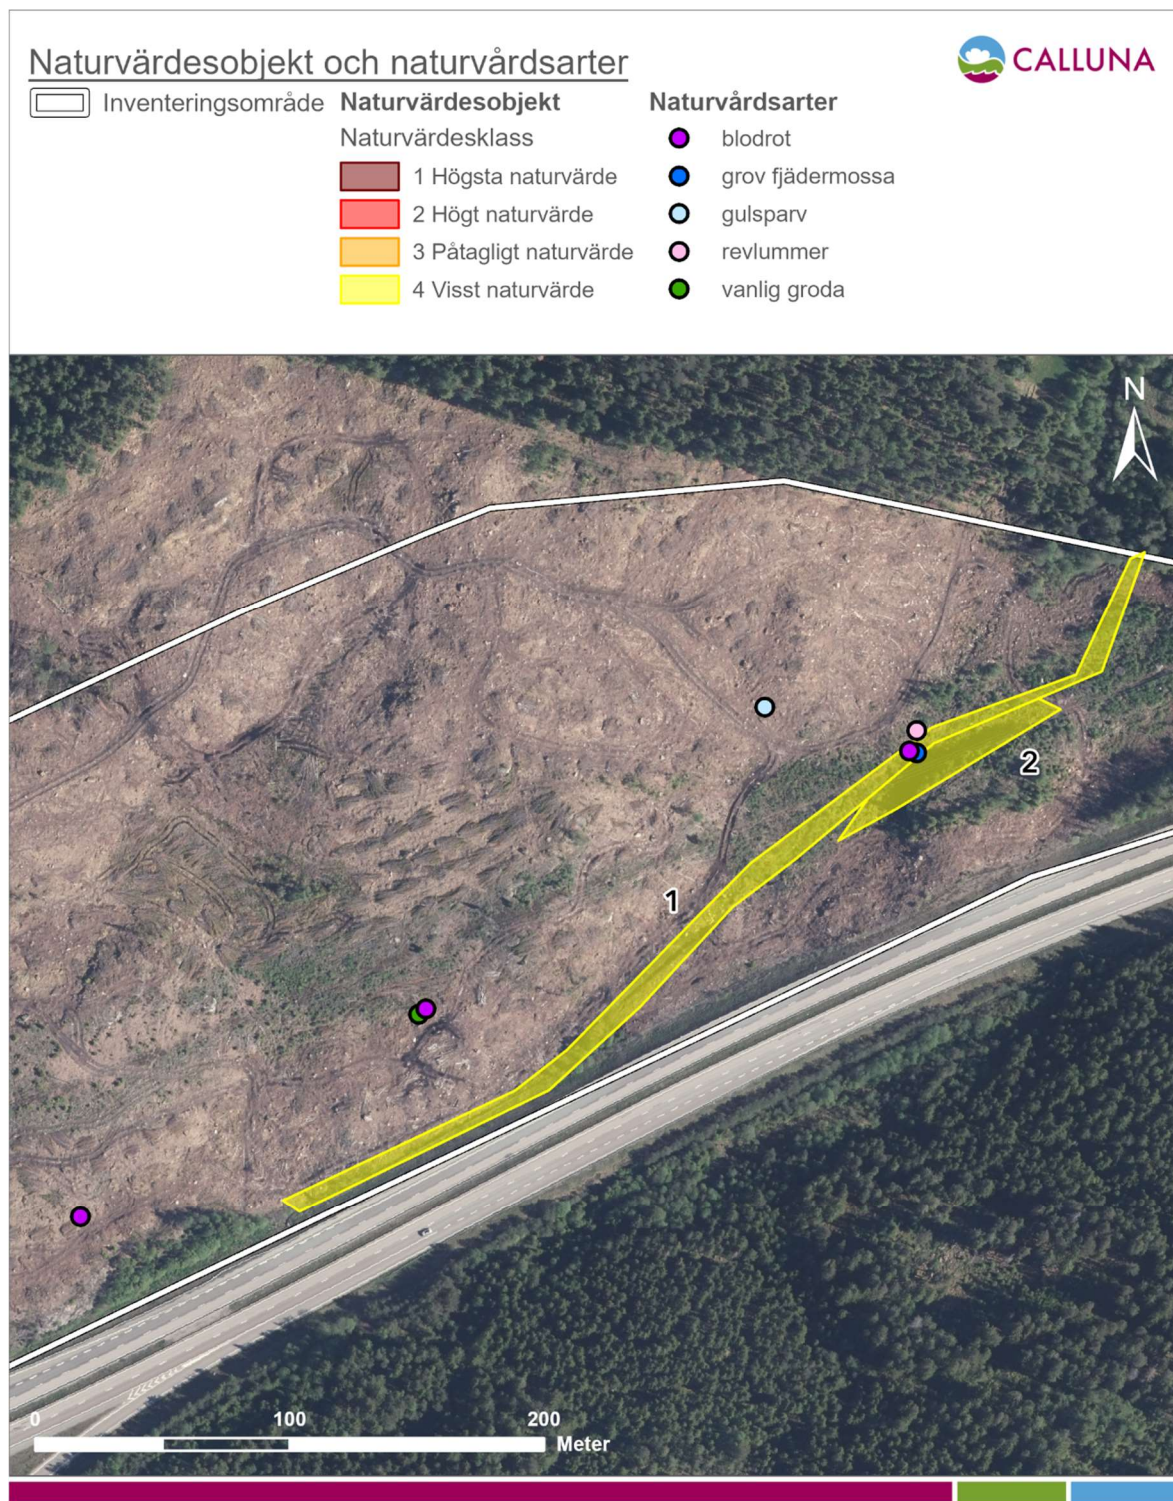 Naturvärdesobjekt och naturvårdsarter
CALLUNA
Inventeringsområde
Naturvärdesobjekt
Naturvärdesklass
1 Högsta naturvärde
2 Högt naturvärde
3 Påtagligt naturvärde
4 Visst naturvärde
Naturvårdsarter
blodrot
grov fjädermossa
gulsparv
revlummer
vanlig groda
N
2
1
0 100 200
Meter